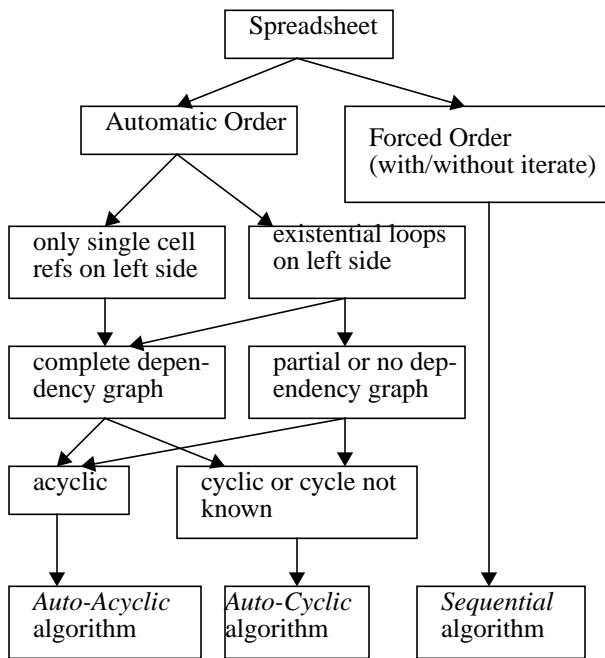 Spreadsheet
Automatic Order
Forced Order
(with/without iterate)
only single cell
refs on left side
existential loops
on left side
complete depen-
dency graph
partial or no dep-
endency graph
acyclic
cyclic or cycle not
known
Auto-Acyclic
algorithm
Auto-Cyclic
algorithm
Sequential
algorithm